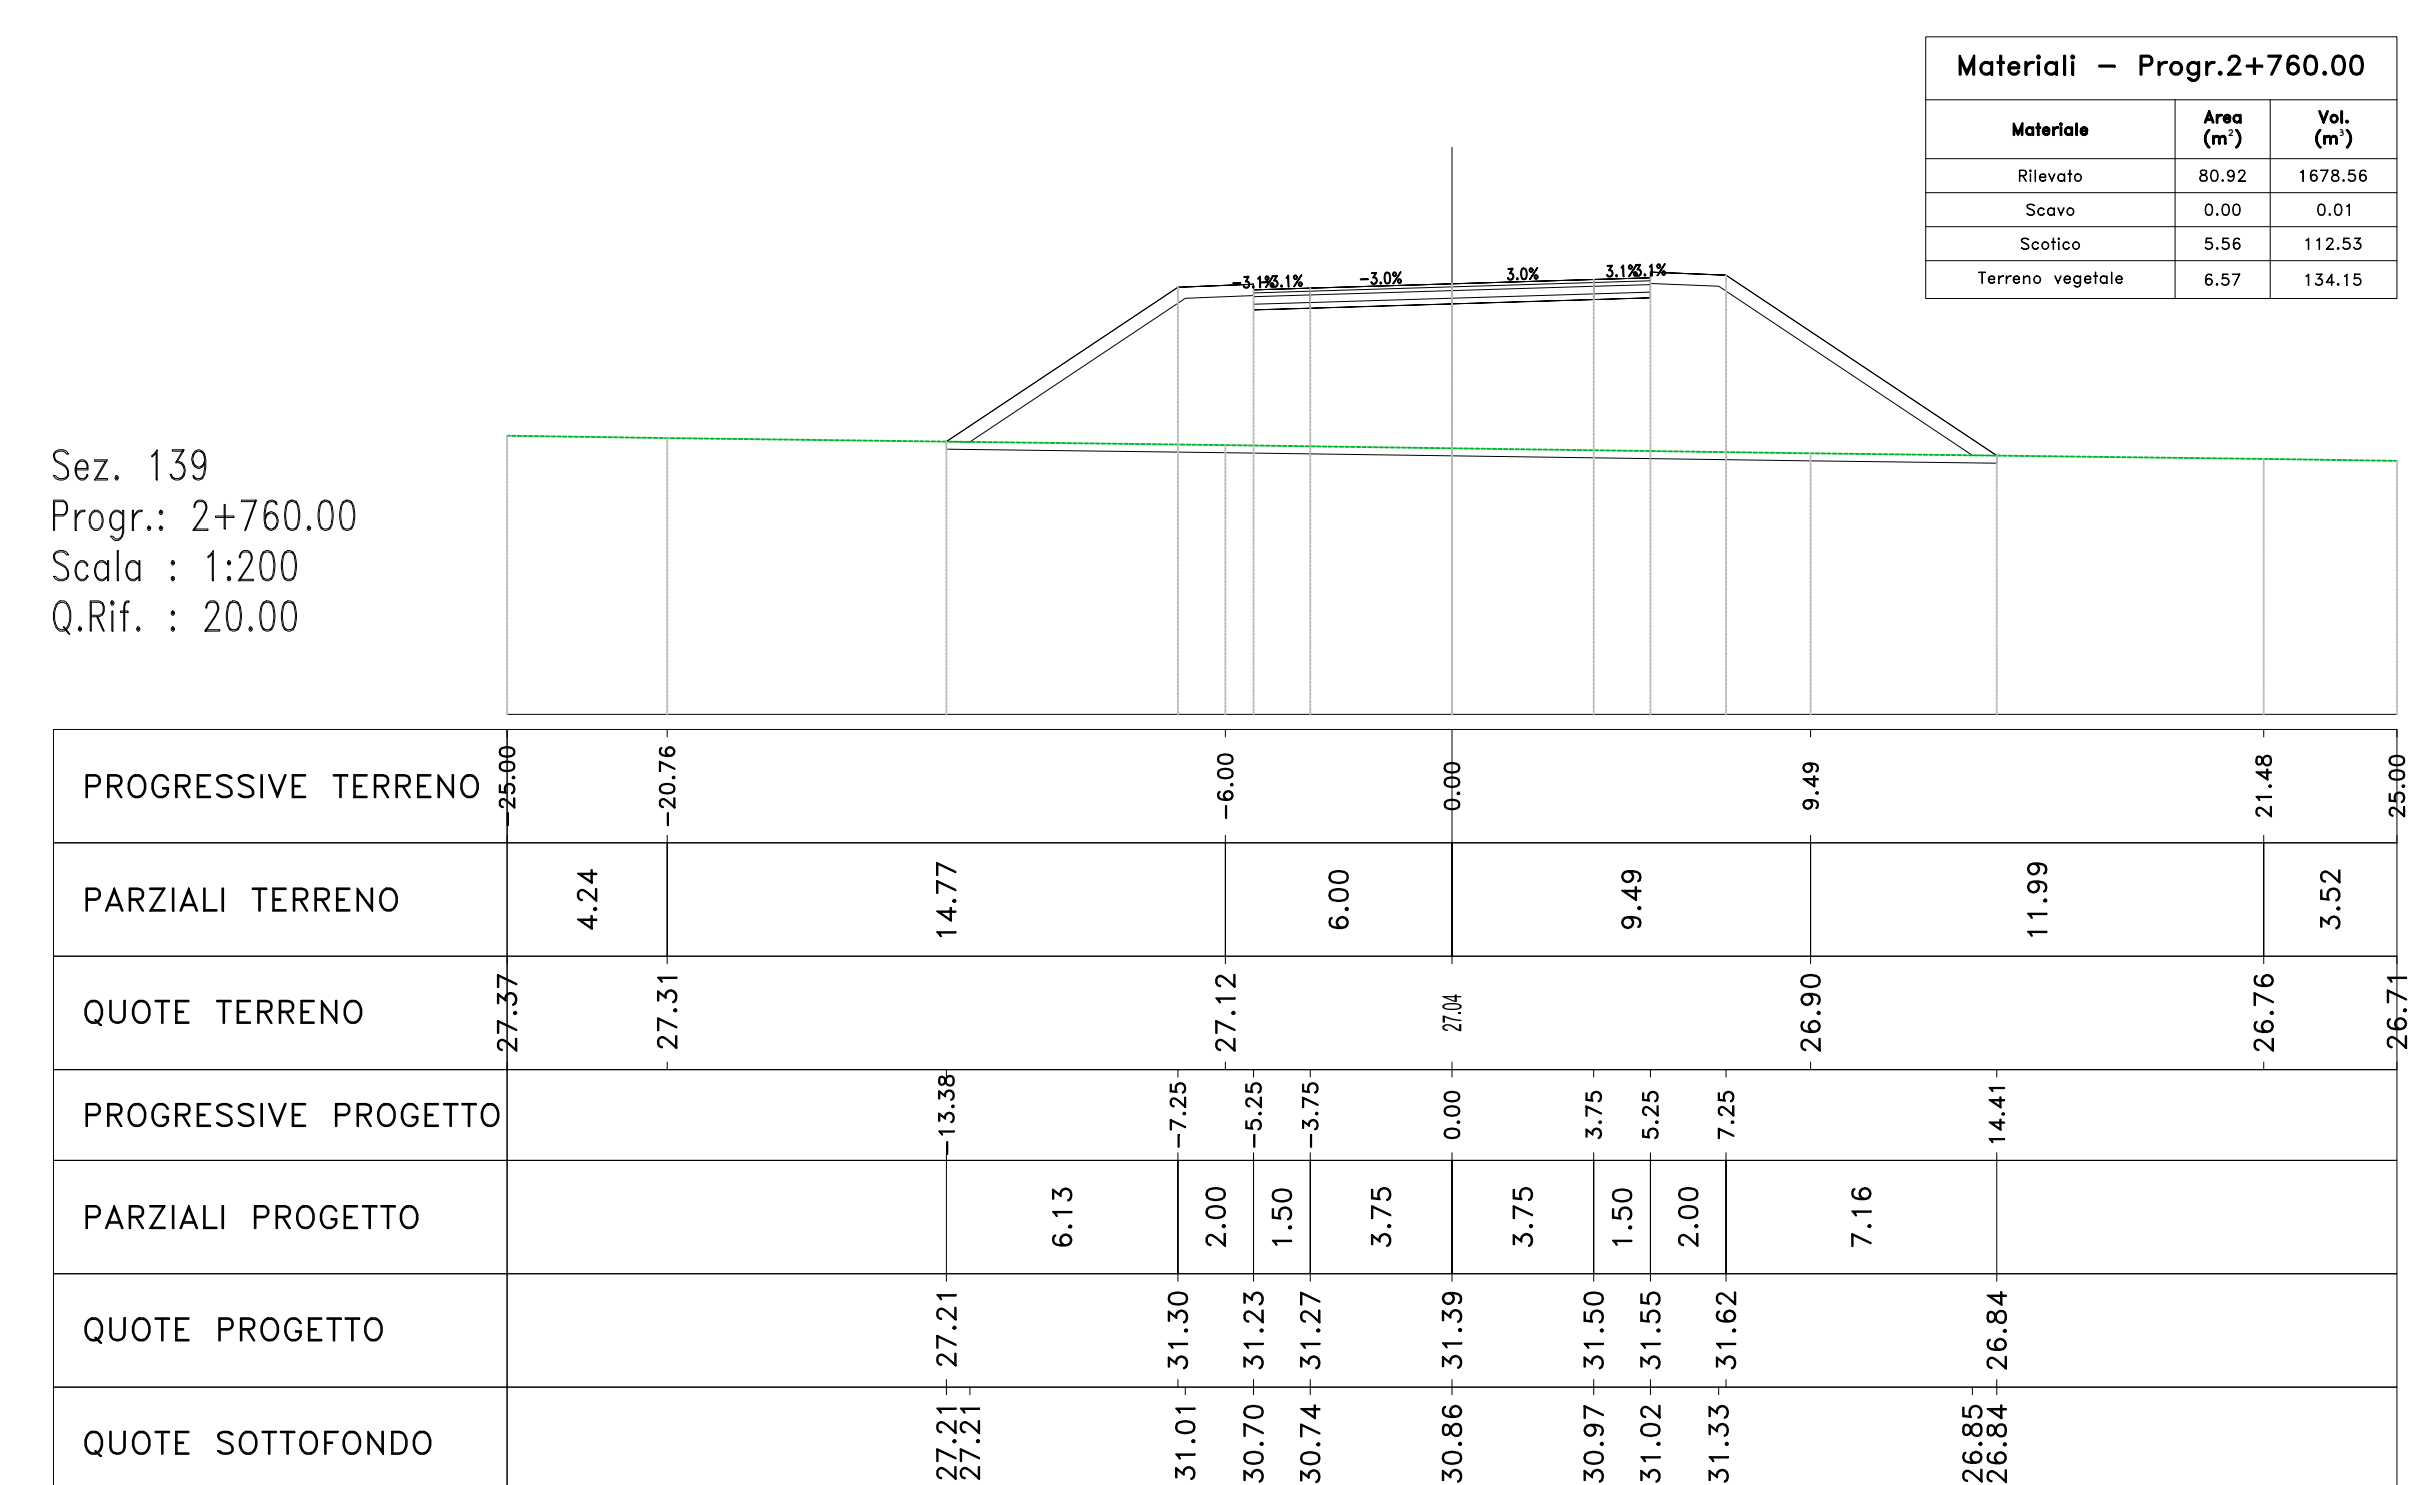 Materiali - Progr.2+760.00
Materiale Area (m²) Vol. (m³)
Rilevato 80.92 1678.56
Scavo 0.00 0.01
Scotico 5.56 112.53
Terreno vegetale 6.57 134.15
-3.1% -3.1% -3.0% 3.0% 3.1% 3.1%
Sez. 139
Progr.: 2+760.00
Scala : 1:200
Q.Rif. : 20.00
PROGRESSIVE TERRENO -25.00 -20.76 -6.00 0.00 9.49 21.48 25.00
PARZIALI TERRENO 4.24 14.77 6.00 9.49 11.99 3.52
QUOTE TERRENO 27.37 27.31 27.12 27.04 26.90 26.76 26.71
PROGRESSIVE PROGETTO -13.38 -7.25 -5.25 -3.75 0.00 3.75 5.25 7.25 14.41
PARZIALI PROGETTO 6.13 2.00 1.50 3.75 3.75 1.50 2.00 7.16
QUOTE PROGETTO 27.21 31.30 31.23 31.27 31.39 31.50 31.55 31.62 26.84
QUOTE SOTTOFONDO 27.21 27.21 31.01 30.70 30.74 30.86 30.97 31.02 31.33 26.85 26.84